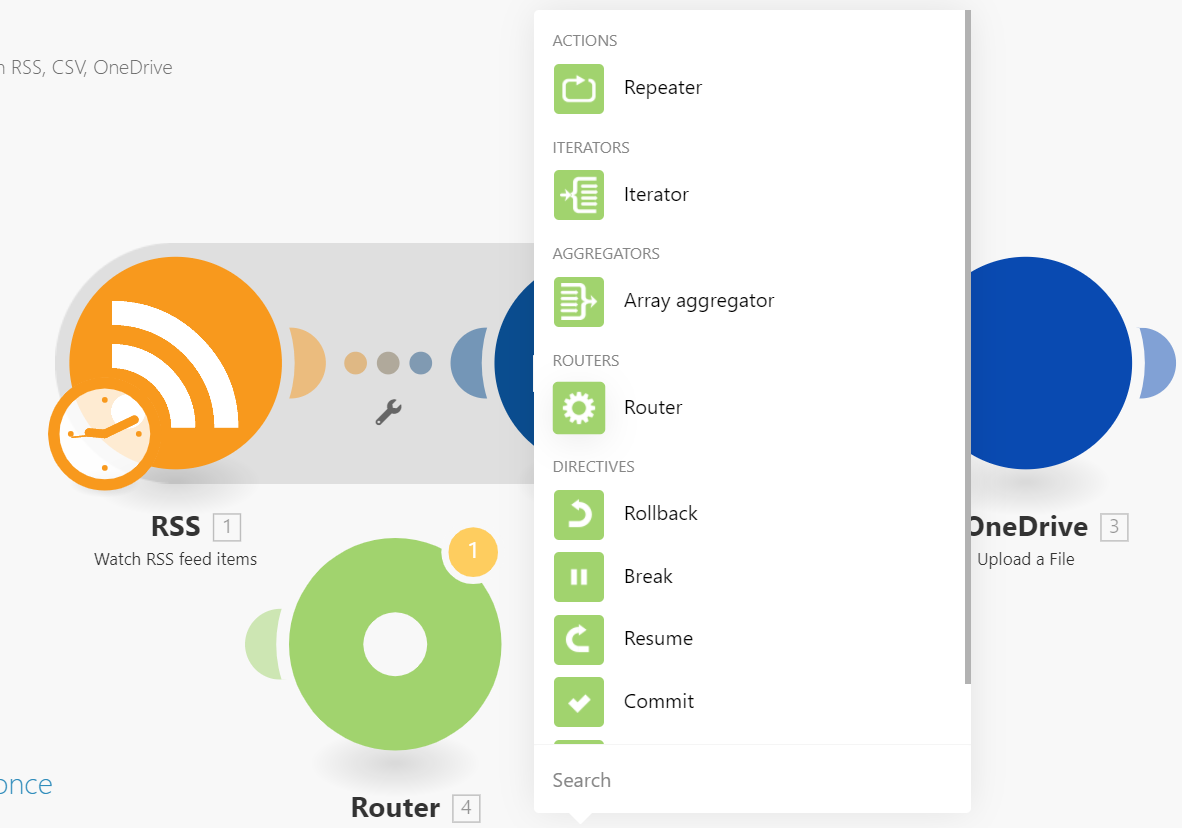 RSS, CSV, OneDrive
ACTIONS
Repeater
ITERATORS
Iterator
AGGREGATORS
Array aggregator
ROUTERS
Router
DIRECTIVES
Rollback
Break
Resume
Commit
Search
RSS 1
Watch RSS feed items
OneDrive 3
Upload a File
1
Router 4
once